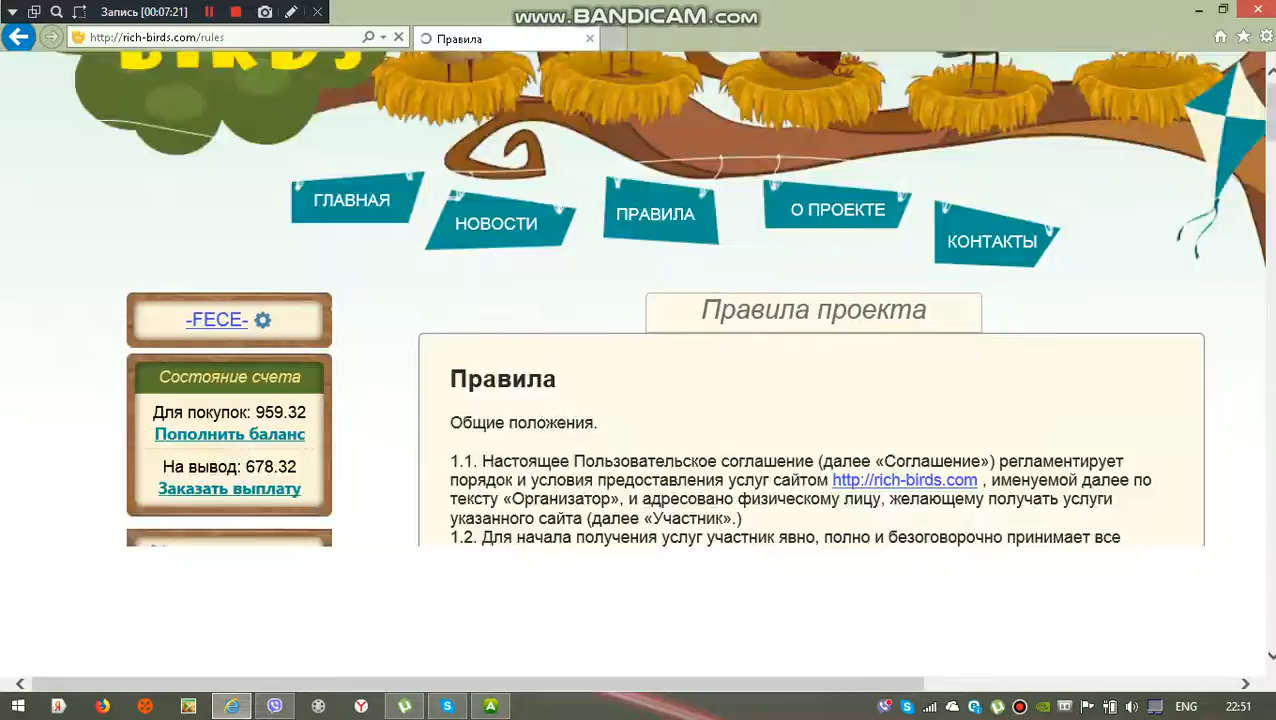 Запись [00:07:21]
www.BANDICAM.com
http://rich-birds.com/rules
Правила
BIRDS
ГЛАВНАЯ
НОВОСТИ
ПРАВИЛА
О ПРОЕКТЕ
КОНТАКТЫ
-FECE-
Состояние счета
Для покупок: 959.32
Пополнить баланс
На вывод: 678.32
Заказать выплату
Правила проекта
Правила
Общие положения.
1.1. Настоящее Пользовательское соглашение (далее «Соглашение») регламентирует
порядок и условия предоставления услуг сайтом http://rich-birds.com , именуемой далее по
тексту «Организатор», и адресовано физическому лицу, желающему получать услуги
указанного сайта (далее «Участник».)
1.2. Для начала получения услуг участник явно, полно и безоговорочно принимает все
ENG
22:51